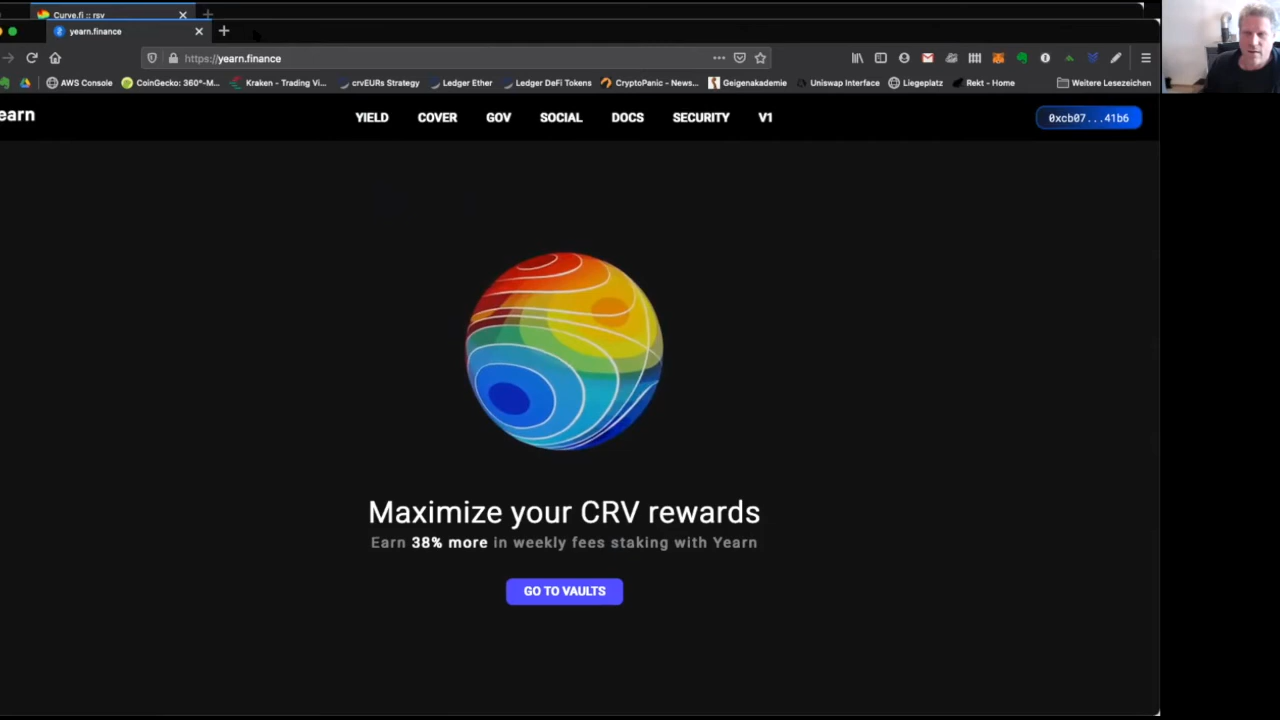 Curve.fi :: rsv
yearn.finance
https://yearn.finance
AWS Console
CoinGecko: 360°-M...
Kraken - Trading Vi...
crvEURs Strategy
Ledger Ether
Ledger DeFi Tokens
CryptoPanic - News...
Geigenakademie
Uniswap Interface
Liegeplatz
Rekt - Home
Weitere Lesezeichen
earn
YIELD
COVER
GOV
SOCIAL
DOCS
SECURITY
V1
0xcb07...41b6
Maximize your CRV rewards
Earn 38% more in weekly fees staking with Yearn
GO TO VAULTS